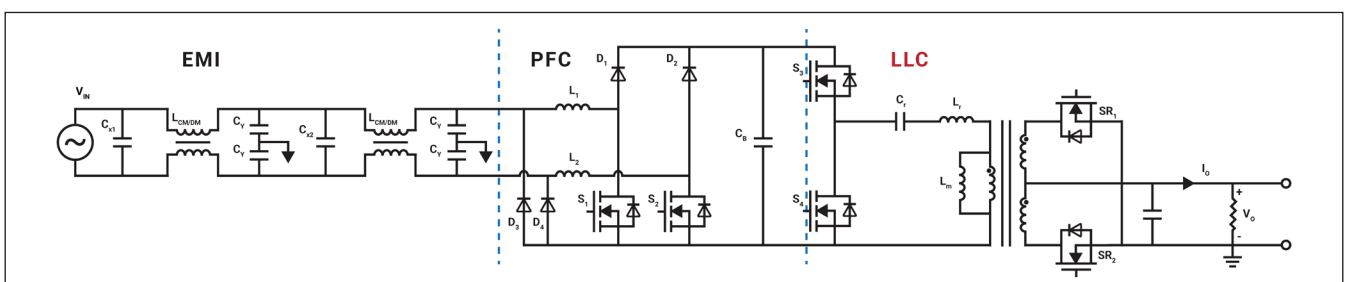 EMI
PFC
LLC
V_IN
C_x1
L_CM/DM
C_Y
C_Y
C_x2
L_CM/DM
C_Y
C_Y
L_1
L_2
D_1
D_2
D_3
D_4
S_1
S_2
C_B
S_3
S_4
C_r
L_r
L_m
SR_1
SR_2
I_O
+
V_O
-